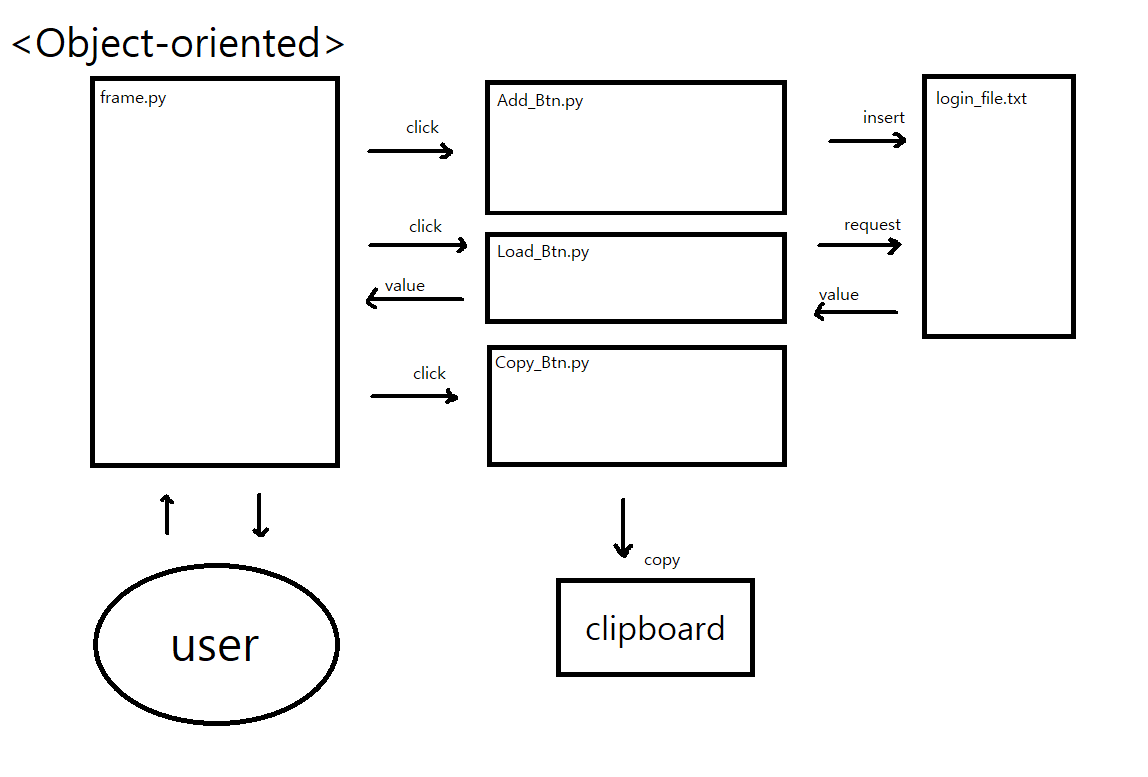 <Object-oriented>
frame.py
click
Add_Btn.py
insert
login_file.txt
click
Load_Btn.py
request
value
value
click
Copy_Btn.py
copy
user
clipboard